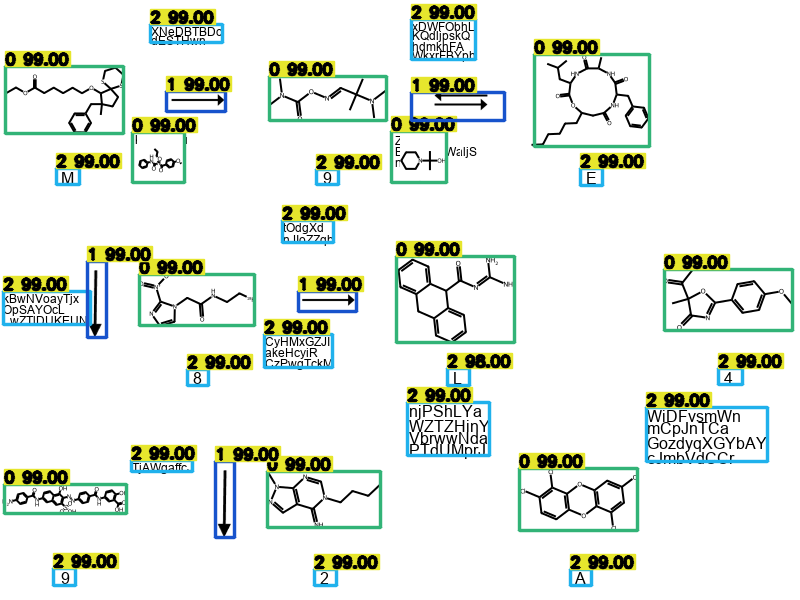 2 99.00
XNeDBTBDc
2 99.00
xDWFObhL
KQdljpskQ
hdmkhFA
0 99.00
0 99.00
0 99.00
1 99.00
1 99.00
0 99.00
0 99.00
WaljS
2 99.00
M
2 99.00
9
2 99.00
E
2 99.00
tOdgXd
1 99.00
0 99.00
0 99.00
0 99.00
2 99.00
kBwNVoayTjx
OpSAYOcL
1 99.00
2 99.00
CyHMxGZJI
akeHcyiR
CzPwgTckM
2 99.00
8
2 98.00
L
2 99.00
4
2 99.00
njPShLYa
WZTZHjnY
VbrwwNda
2 99.00
WiDFvsmWn
mCpJnTCa
GozdyqXGYbAY
2 99.00
1 99.00
0 99.00
0 99.00
0 99.00
2 99.00
9
2 99.00
2
2 99.00
A